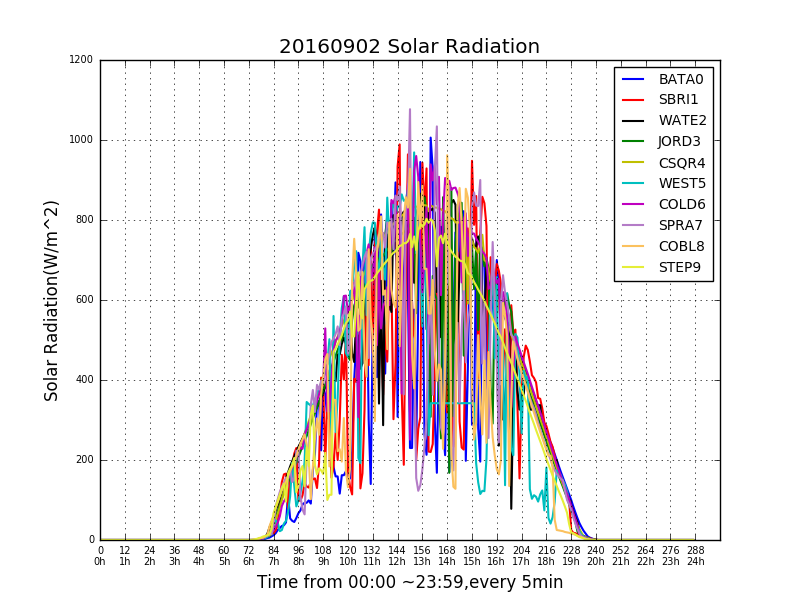 20160902 Solar Radiation
1200
1000
800
600
400
200
0
Solar Radiation(W/m^2)
BATA0
SBRI1
WATE2
JORD3
CSQR4
WEST5
COLD6
SPRA7
COBL8
STEP9
0 12 24 36 48 60 72 84 96 108 120 132 144 156 168 180 192 204 216 228 240 252 264 276 288
0h 1h 2h 3h 4h 5h 6h 7h 8h 9h 10h 11h 12h 13h 14h 15h 16h 17h 18h 19h 20h 21h 22h 23h 24h
Time from 00:00 ~23:59,every 5min